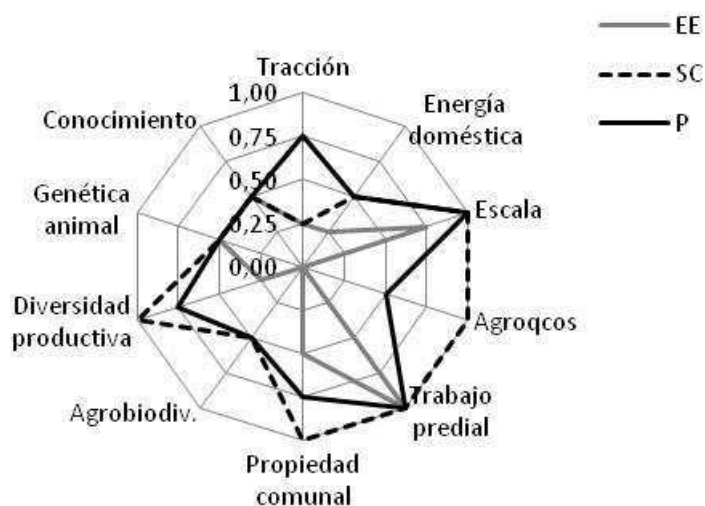 EE
SC
P
Tracción
1,00
0,75
0,50
0,25
0,00
Energía
doméstica
Escala
Agroqcos
Trabajo
predial
Propiedad
comunal
Agrobiodiv.
Diversidad
productiva
Genética
animal
Conocimiento